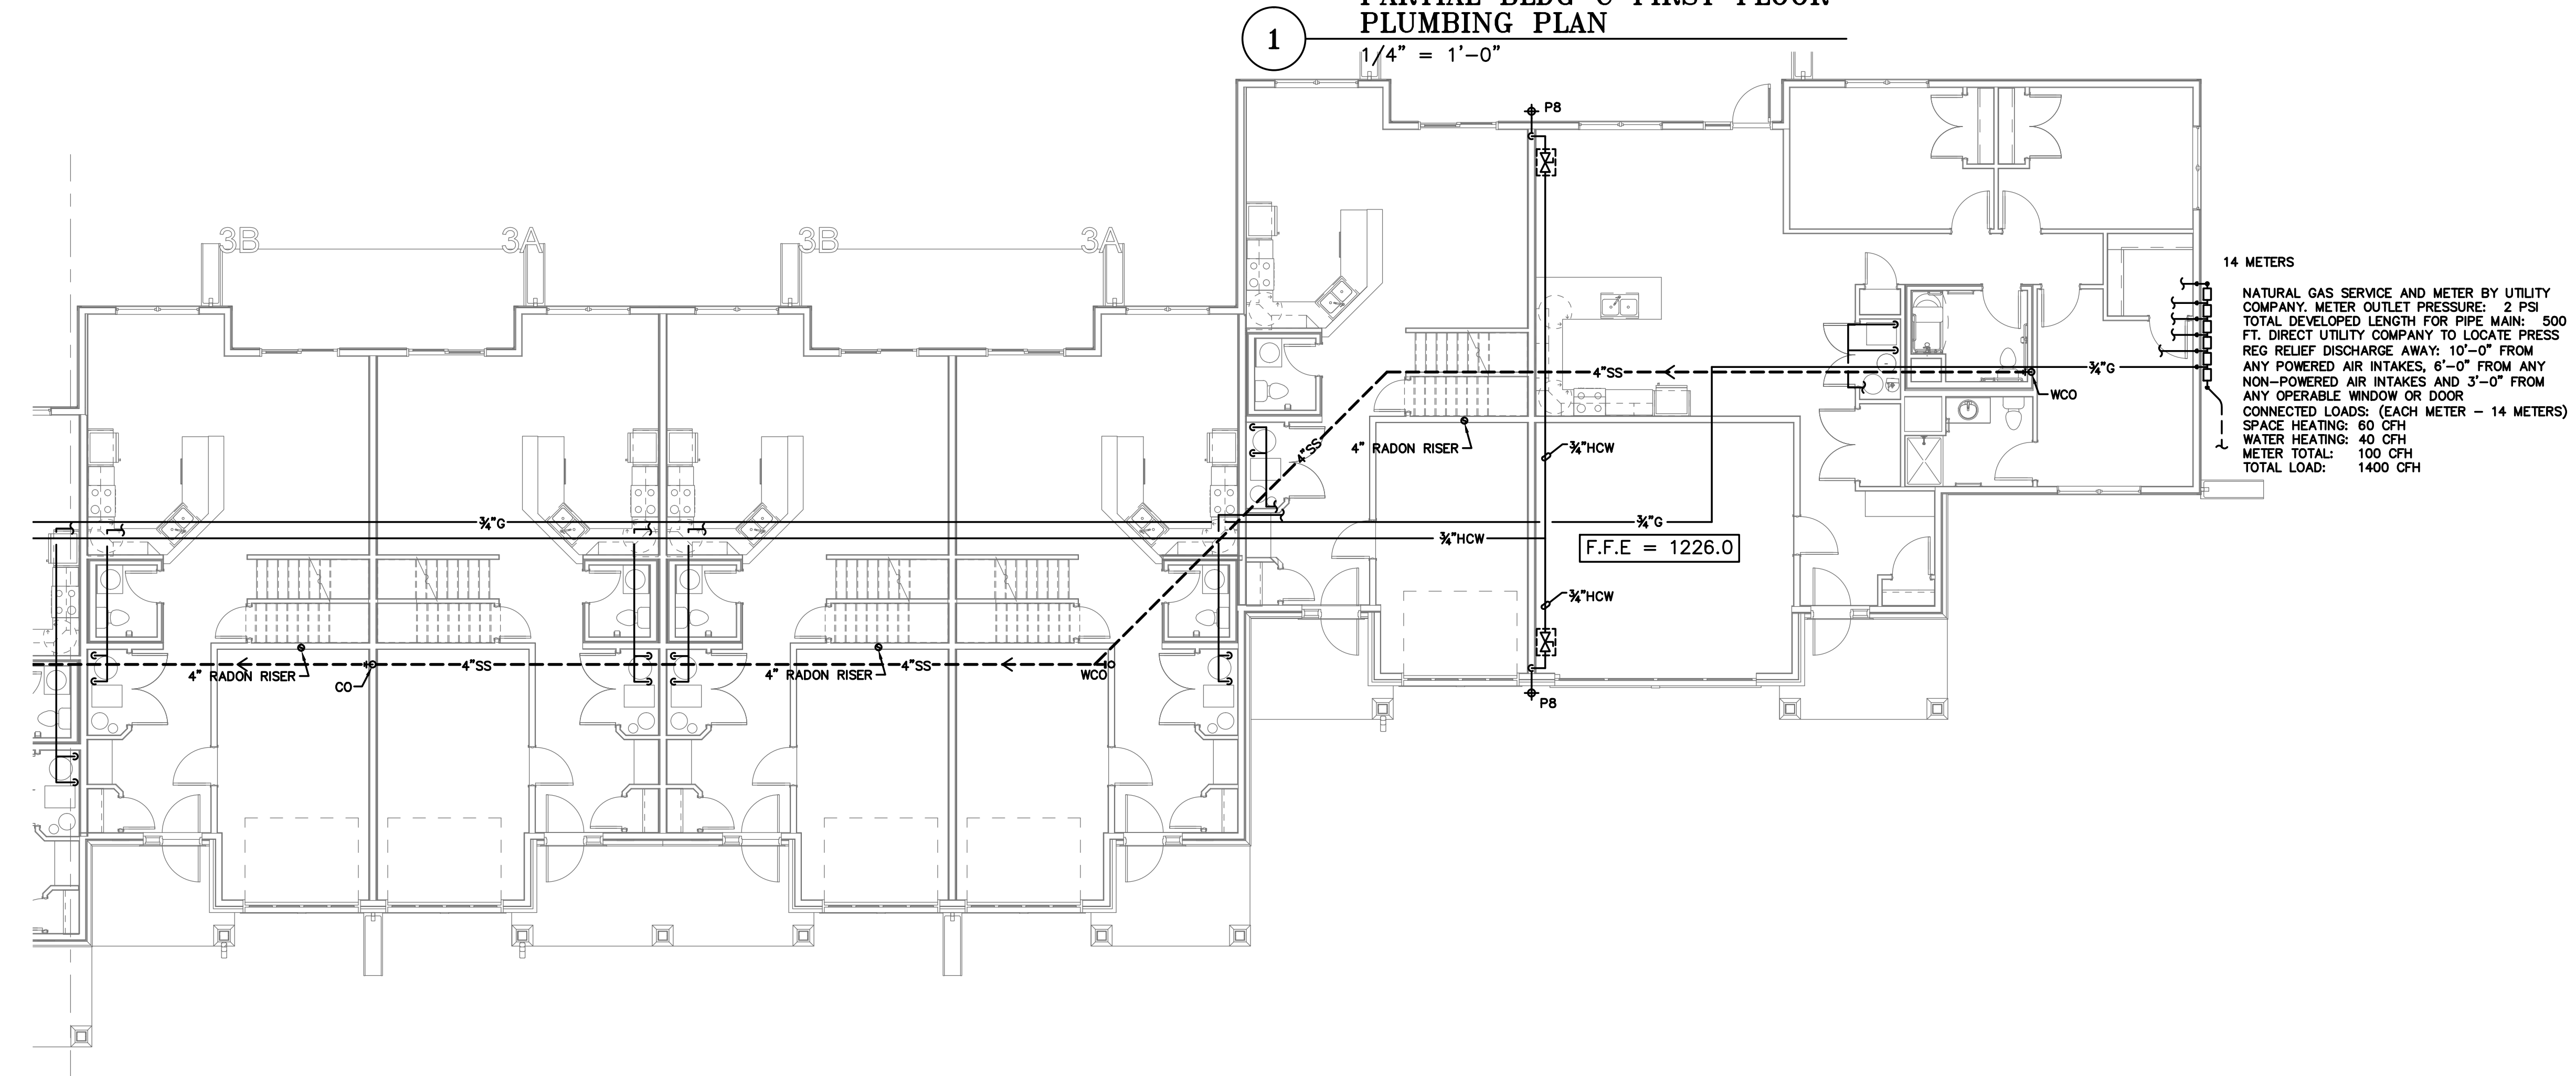 PARTIAL BLDG C FIRST FLOOR
PLUMBING PLAN
1
1/4" = 1'-0"
P8
3B
3A
3B
3A
14 METERS
NATURAL GAS SERVICE AND METER BY UTILITY
COMPANY. METER OUTLET PRESSURE: 2 PSI
TOTAL DEVELOPED LENGTH FOR PIPE MAIN: 500
FT. DIRECT UTILITY COMPANY TO LOCATE PRESS
REG RELIEF DISCHARGE AWAY: 10'-0" FROM
ANY POWERED AIR INTAKES, 6'-0" FROM ANY
NON-POWERED AIR INTAKES AND 3'-0" FROM
ANY OPERABLE WINDOW OR DOOR
CONNECTED LOADS: (EACH METER - 14 METERS)
SPACE HEATING: 60 CFH
WATER HEATING: 40 CFH
METER TOTAL: 100 CFH
TOTAL LOAD: 1400 CFH
4"SS
¾"G
WCO
4"SS
4" RADON RISER
¾"HCW
¾"G
¾"G
¾"HCW
F.F.E = 1226.0
¾"HCW
4" RADON RISER
CO
4"SS
4" RADON RISER
4"SS
WCO
P8